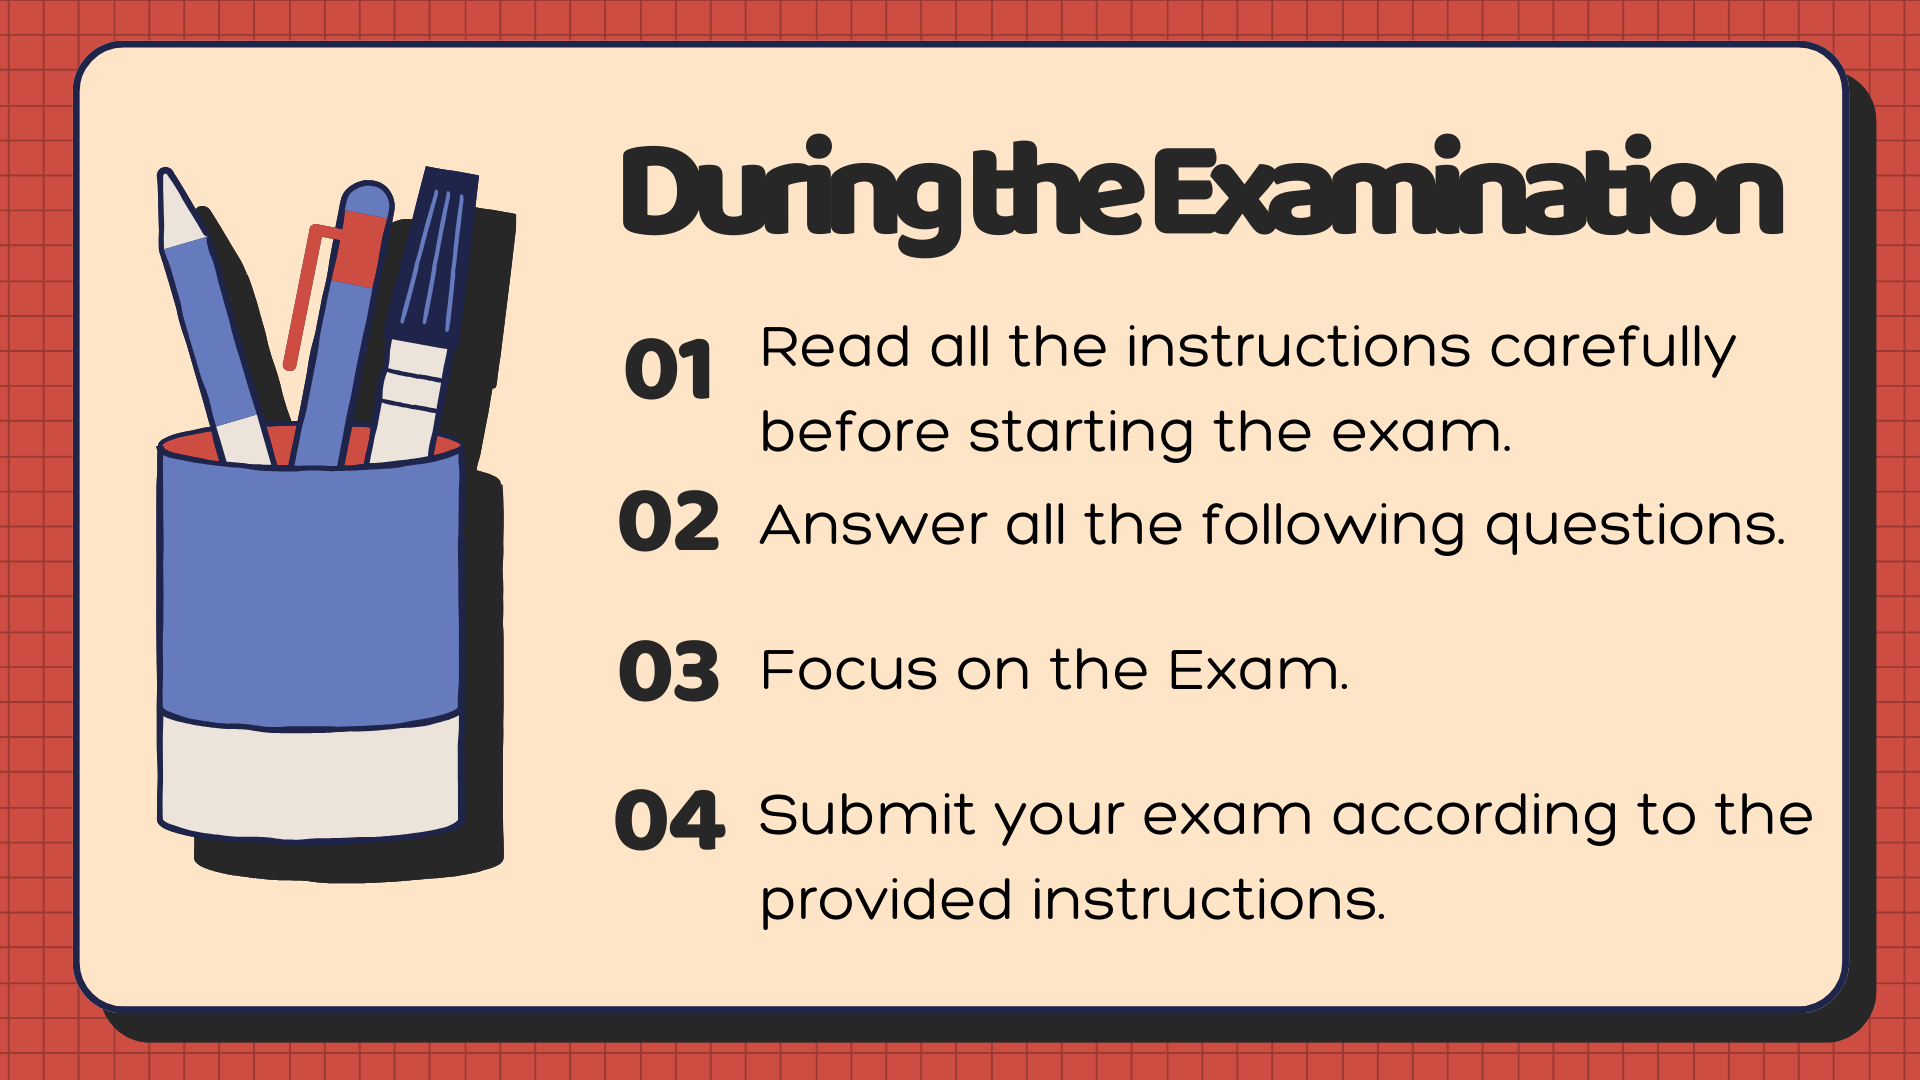 During the Examination
01 Read all the instructions carefully
before starting the exam.
02 Answer all the following questions.
03 Focus on the Exam.
04 Submit your exam according to the
provided instructions.